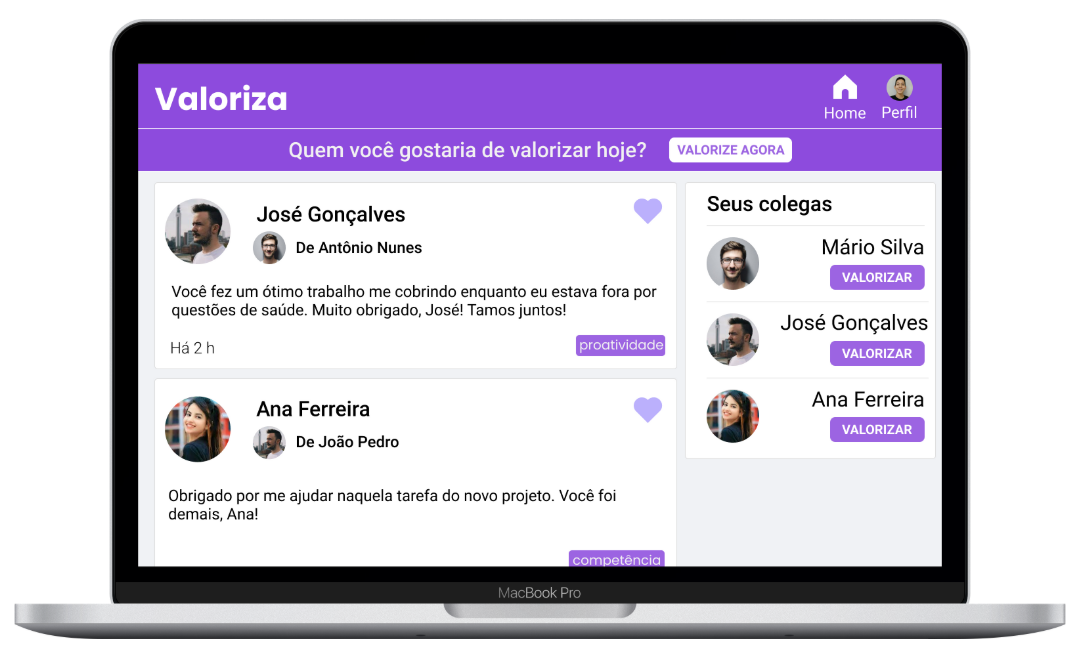 Valoriza
Home
Perfil
Quem você gostaria de valorizar hoje?
VALORIZE AGORA
José Gonçalves
De Antônio Nunes
Você fez um ótimo trabalho me cobrindo enquanto eu estava fora por
questões de saúde. Muito obrigado, José! Tamos juntos!
Há 2 h
proatividade
Ana Ferreira
De João Pedro
Obrigado por me ajudar naquela tarefa do novo projeto. Você foi
demais, Ana!
competência
Seus colegas
Mário Silva
VALORIZAR
José Gonçalves
VALORIZAR
Ana Ferreira
VALORIZAR
MacBook Pro